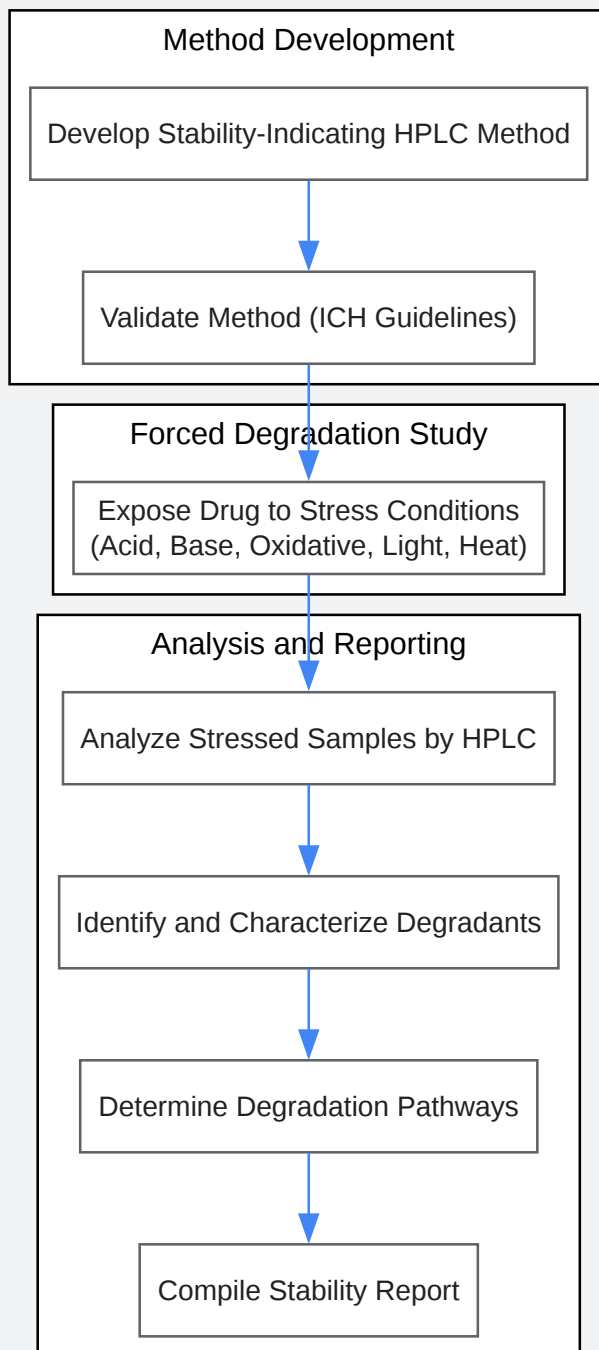 Method Development
Develop Stability-Indicating HPLC Method
Validate Method (ICH Guidelines)
Forced Degradation Study
Expose Drug to Stress Conditions
(Acid, Base, Oxidative, Light, Heat)
Analysis and Reporting
Analyze Stressed Samples by HPLC
Identify and Characterize Degradants
Determine Degradation Pathways
Compile Stability Report